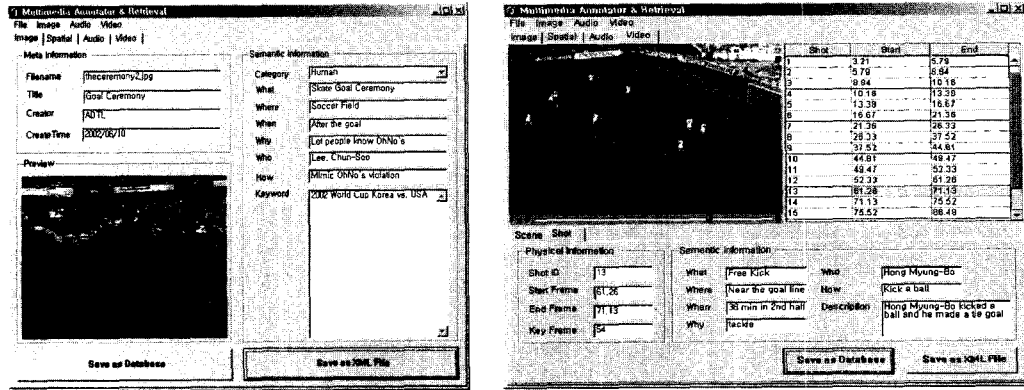 Multimedia Annotator & Retrieval
File Image Audio Video
Image Spatial Audio Video
Meta Information
Filename theceremony2.jpg
Title Goal Ceremony
Creator ADTL
CreateTime 2002/06/10
Preview
Semantic Information
Category Human
What Skate Goal Ceremony
Where Soccer Field
When After the goal
Why Let people know OhNo's
Who Lee, Chun-Soo
How Mimic OhNo's violation
Keyword 2002 World Cup Korea vs. USA
Save as Database Save as XML File
Multimedia Annotator & Retrieval
File Image Audio Video
Image Spatial Audio Video
Shot Start End
1 3.21 5.79
2 5.79 8.84
3 8.84 10.18
4 10.18 13.38
5 13.38 16.67
6 16.67 21.36
7 21.36 26.33
8 26.33 37.52
9 37.52 44.81
10 44.81 49.47
11 49.47 52.33
12 52.33 61.26
13 61.26 71.13
14 71.13 75.52
15 75.52 86.48
Scene Shot
Physical Information
Shot ID 13
Start Frame 61.26
End Frame 71.13
Key Frame 54
Semantic Information
What Free Kick Who Hong Myung-Bo
Where Near the goal line How Kick a ball
When 38 min in 2nd half Description Hong Myung-Bo kicked a
ball and he made a tie goal
Why tackle
Save as Database Save as XML File